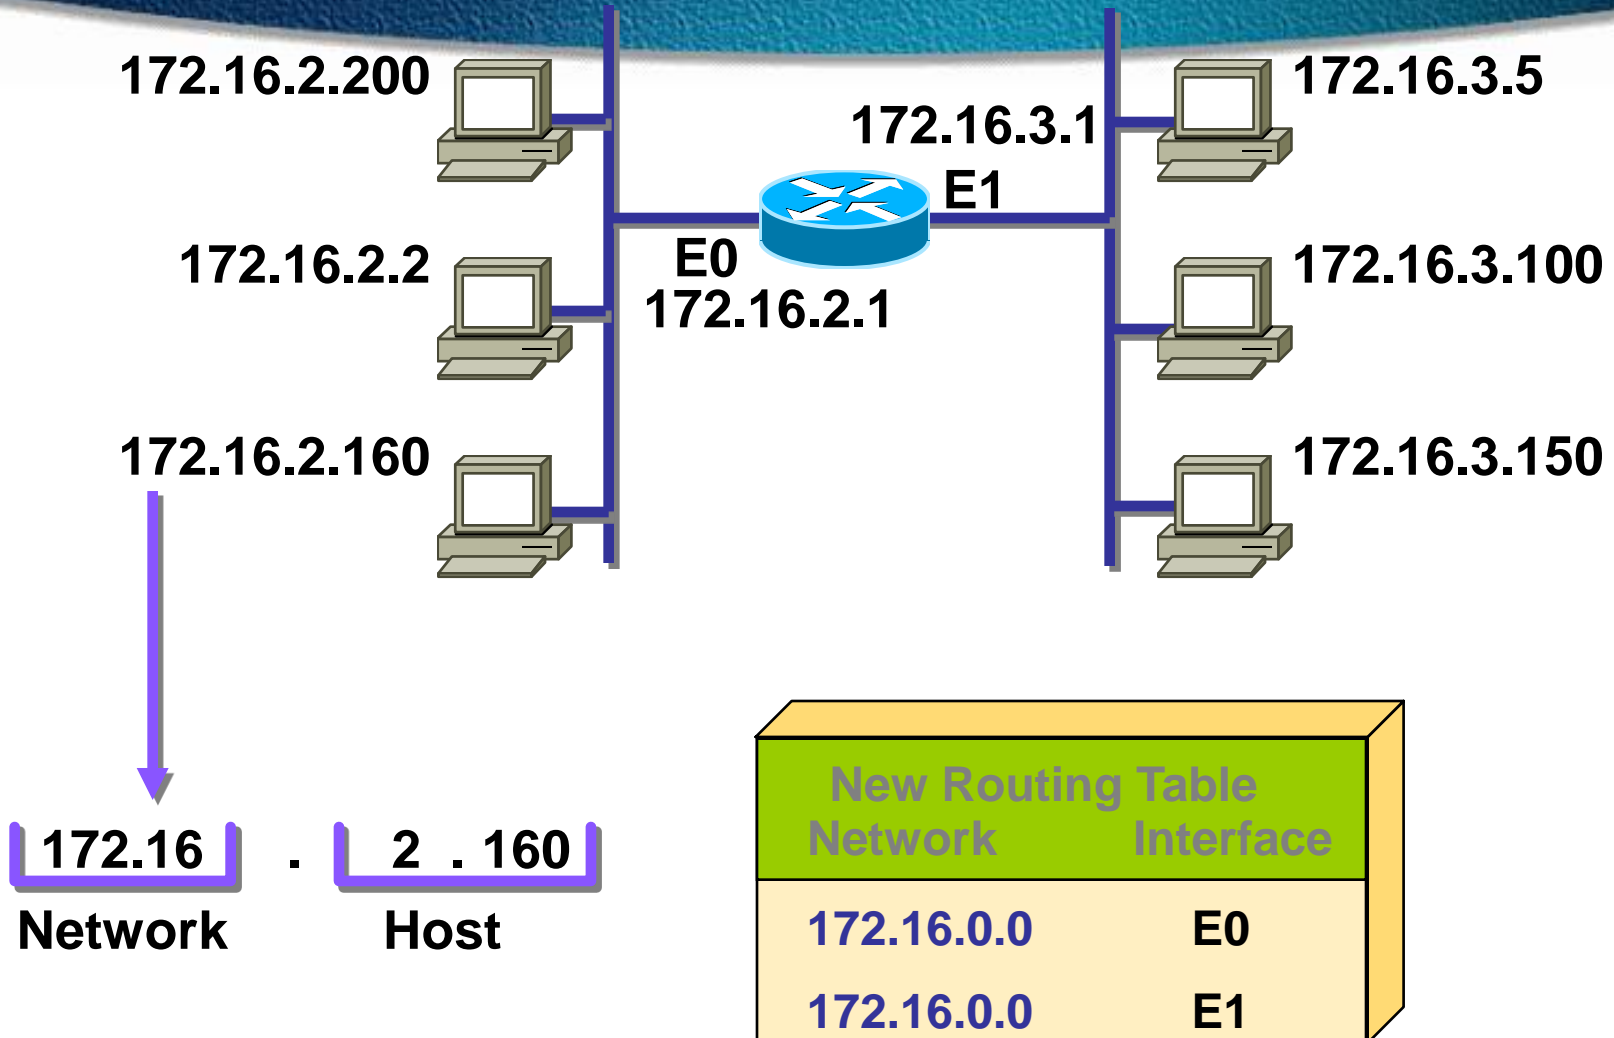 172.16.2.200
172.16.3.5
172.16.3.1
E1
172.16.2.2
E0
172.16.2.1
172.16.3.100
172.16.2.160
172.16.3.150
172.16 . 2 . 160
Network Host
New Routing Table
Network Interface
172.16.0.0 E0
172.16.0.0 E1